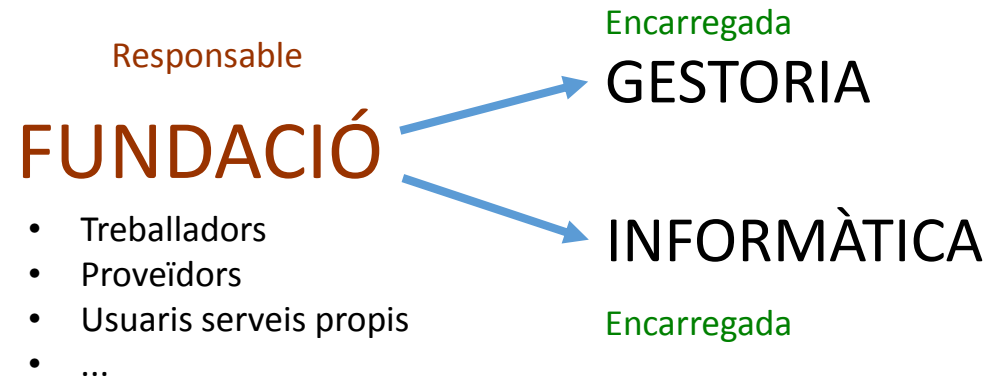 Responsable
FUNDACIÓ
• Treballadors
• Proveïdors
• Usuaris serveis propis
• ...
Encarregada
GESTORIA
INFORMÀTICA
Encarregada